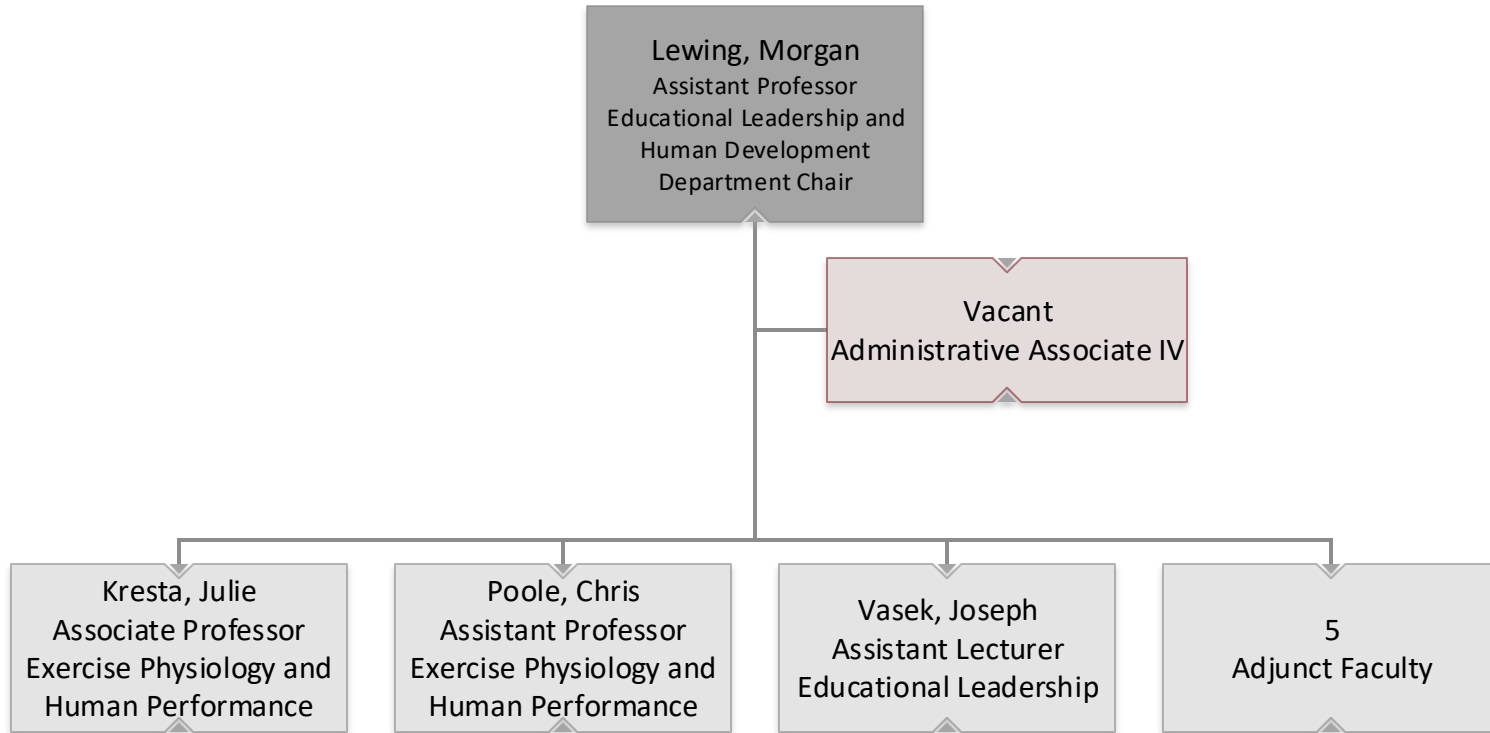 Lewing, Morgan
Assistant Professor
Educational Leadership and
Human Development
Department Chair
Vacant
Administrative Associate IV
Kresta, Julie
Associate Professor
Exercise Physiology and
Human Performance
Poole, Chris
Assistant Professor
Exercise Physiology and
Human Performance
Vasek, Joseph
Assistant Lecturer
Educational Leadership
5
Adjunct Faculty